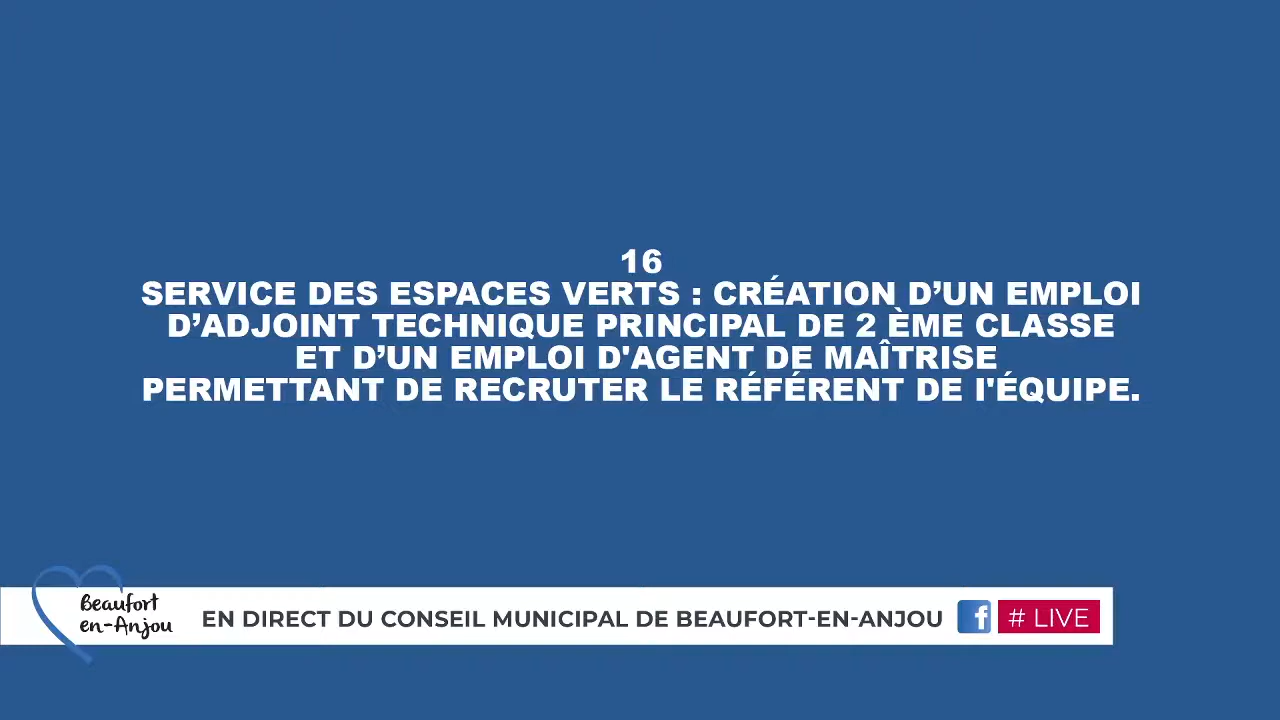 16
SERVICE DES ESPACES VERTS : CRÉATION D’UN EMPLOI
D’ADJOINT TECHNIQUE PRINCIPAL DE 2 ÈME CLASSE
ET D’UN EMPLOI D'AGENT DE MAÎTRISE
PERMETTANT DE RECRUTER LE RÉFÉRENT DE l'ÉQUIPE.
Beaufort
en-Anjou
EN DIRECT DU CONSEIL MUNICIPAL DE BEAUFORT-EN-ANJOU f # LIVE